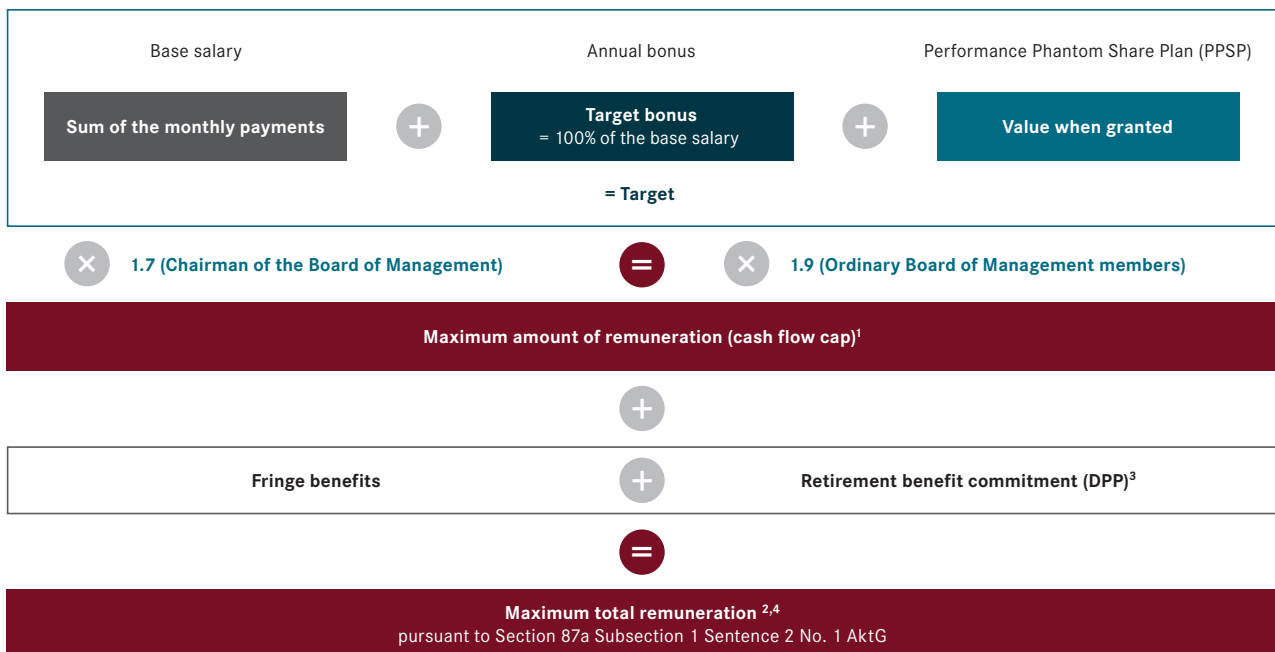 Base salary
Annual bonus
Performance Phantom Share Plan (PPSP)
Sum of the monthly payments
+
Target bonus
= 100% of the base salary
+
Value when granted
= Target
× 1.7 (Chairman of the Board of Management)
=
× 1.9 (Ordinary Board of Management members)
Maximum amount of remuneration (cash flow cap)¹
+
Fringe benefits
+
Retirement benefit commitment (DPP)³
=
Maximum total remuneration ²,⁴
pursuant to Section 87a Subsection 1 Sentence 2 No. 1 AktG